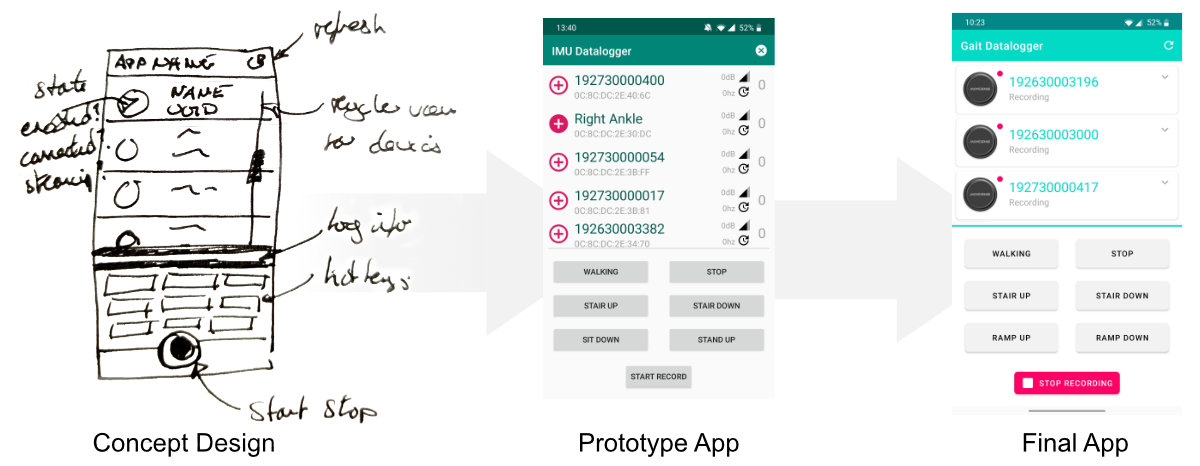 refresh
APP NAME
NAME
UUID
state
created?
connected?
streaming?
recycler view
for devices
log info
hot keys
start stop
Concept Design
13:40
52%
IMU Datalogger
192730000400
0C:8C:DC:2E:40:6C
0dB
0hz
0
Right Ankle
0C:8C:DC:2E:30:DC
0dB
0hz
0
192730000054
0C:8C:DC:2E:3B:FF
0dB
0hz
0
192730000017
0C:8C:DC:2E:3B:81
0dB
0hz
0
192630003382
0C:8C:DC:2E:34:70
0dB
0hz
0
WALKING STOP
STAIR UP STAIR DOWN
SIT DOWN STAND UP
START RECORD
Prototype App
10:23
52%
Gait Datalogger
192630003196
Recording
192630003000
Recording
192730000417
Recording
WALKING STOP
STAIR UP STAIR DOWN
RAMP UP RAMP DOWN
STOP RECORDING
Final App